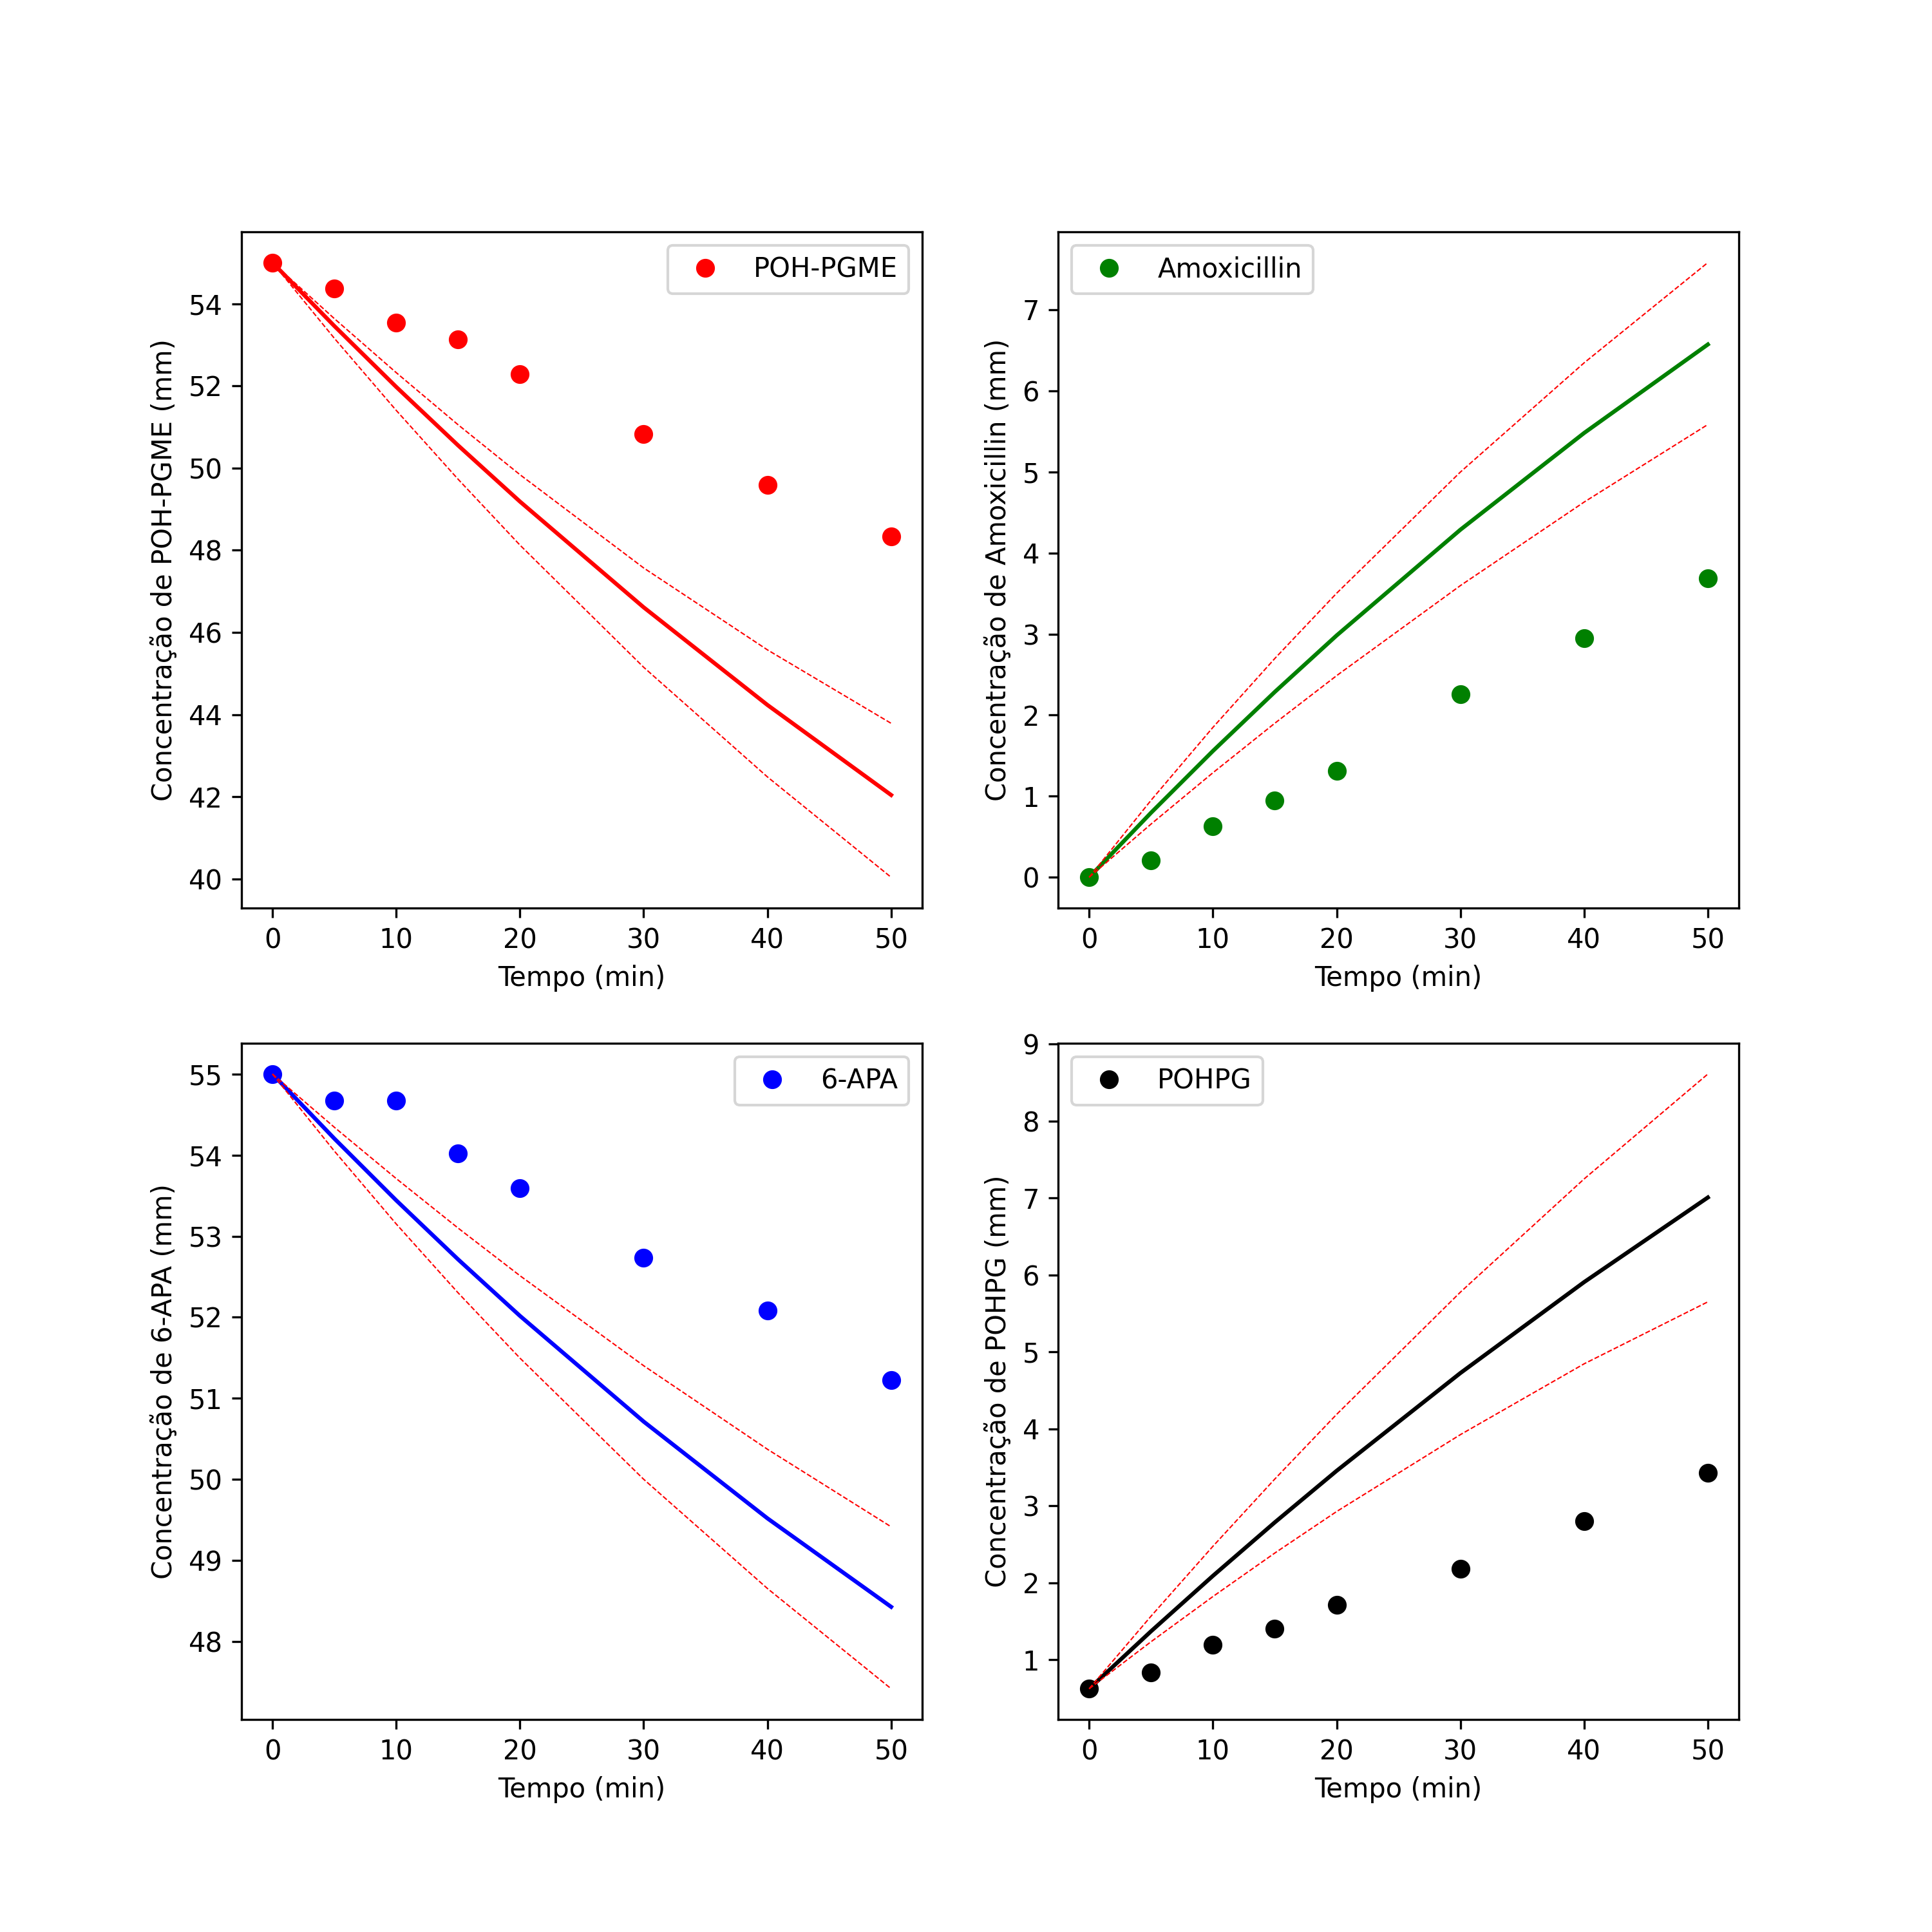 POH-PGME
Concentração de POH-PGME (mm)
54
52
50
48
46
44
42
40
0 10 20 30 40 50
Tempo (min)
Amoxicillin
Concentração de Amoxicillin (mm)
7
6
5
4
3
2
1
0
0 10 20 30 40 50
Tempo (min)
6-APA
Concentração de 6-APA (mm)
55
54
53
52
51
50
49
48
0 10 20 30 40 50
Tempo (min)
POHPG
Concentração de POHPG (mm)
9
8
7
6
5
4
3
2
1
0 10 20 30 40 50
Tempo (min)